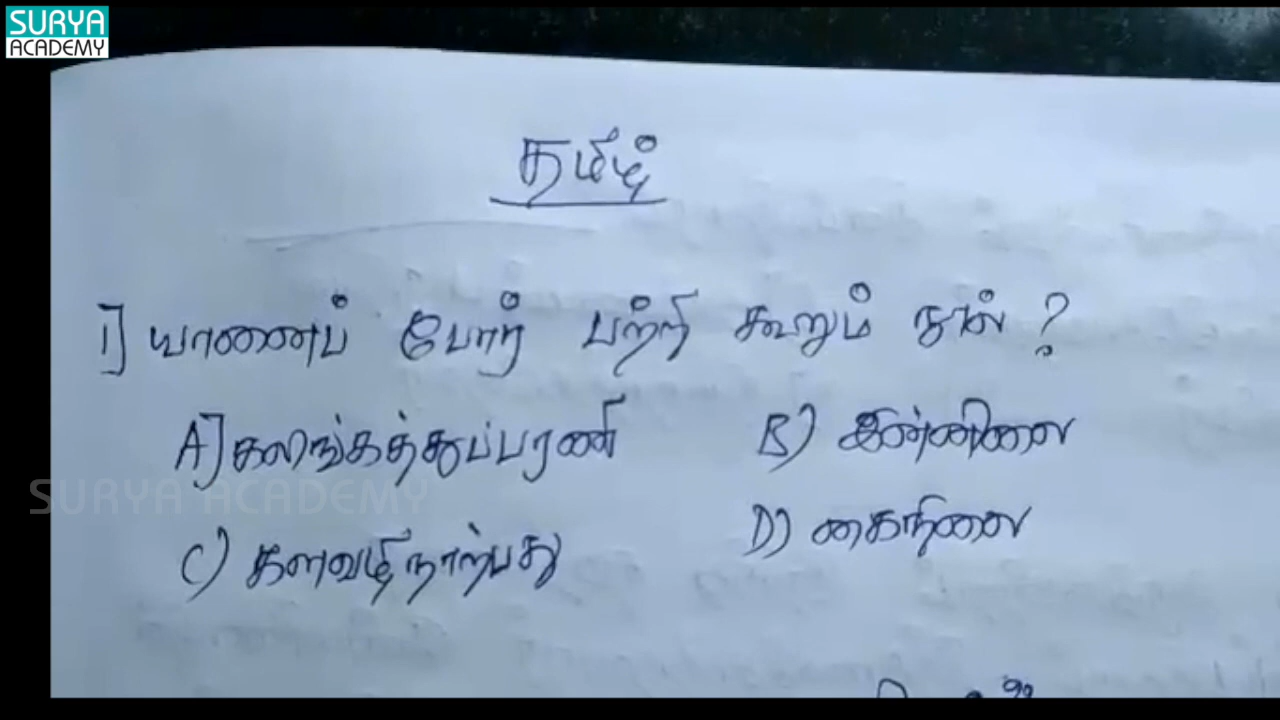 SURYA
ACADEMY
தமிழ்
1] யானைப் போர் பற்றி கூறும் நூல் ?
A] கலிங்கத்துப்பரணி B) இன்னிலை
SURYA ACADEMY
C) களவழிநாற்பது D) கைநிலை